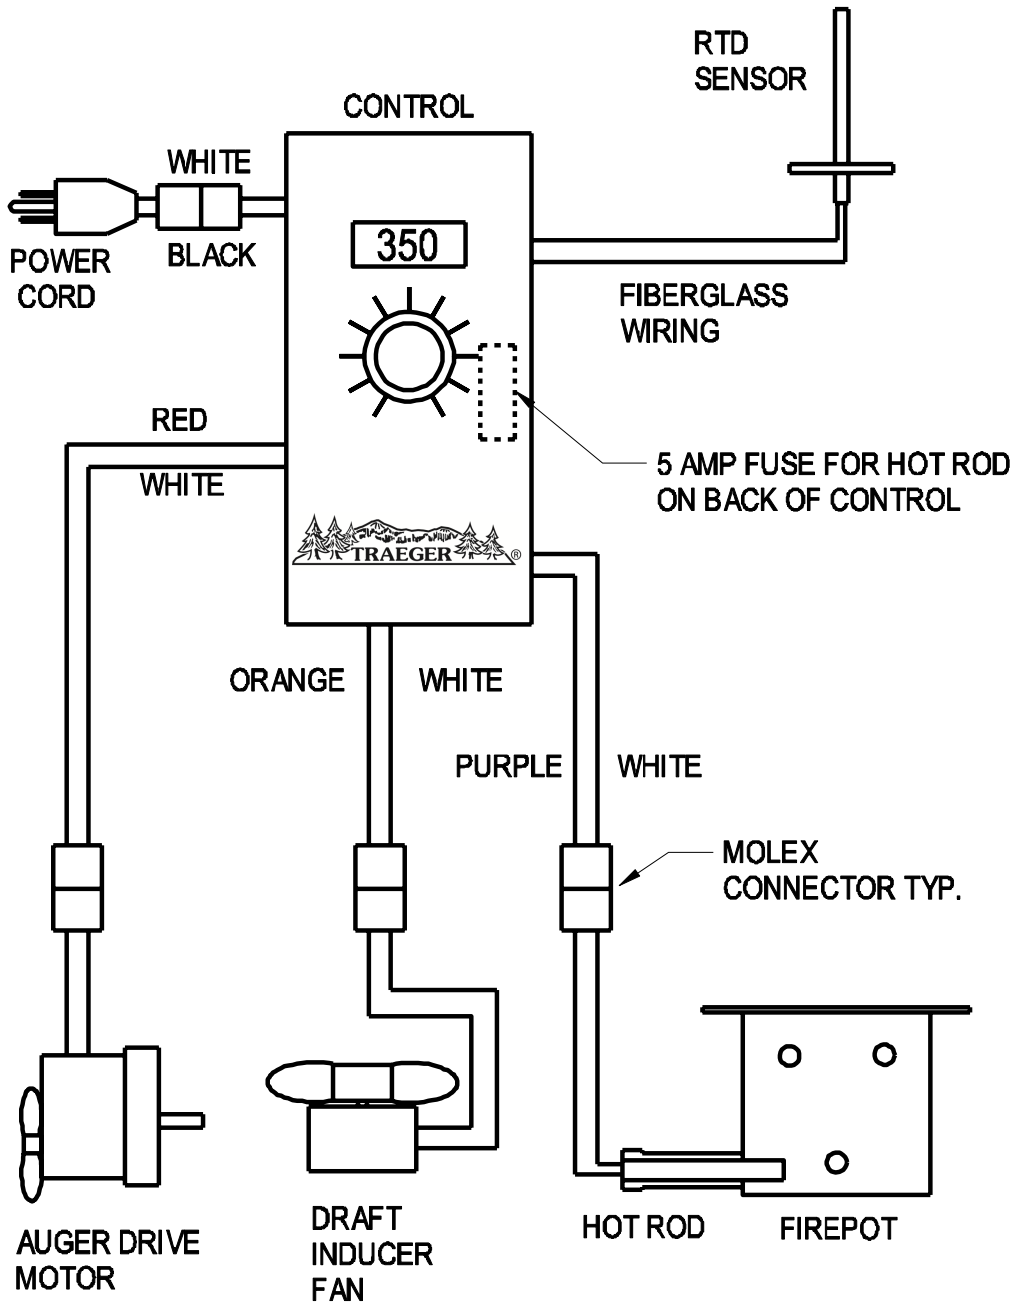 RTD
SENSOR
CONTROL
WHITE
POWER
CORD
BLACK
350
FIBERGLASS
WIRING
RED
WHITE
5 AMP FUSE FOR HOT ROD
ON BACK OF CONTROL
TRAEGER®
ORANGE
WHITE
PURPLE
WHITE
MOLEX
CONNECTOR TYP.
AUGER DRIVE
MOTOR
DRAFT
INDUCER
FAN
HOT ROD
FIREPOT